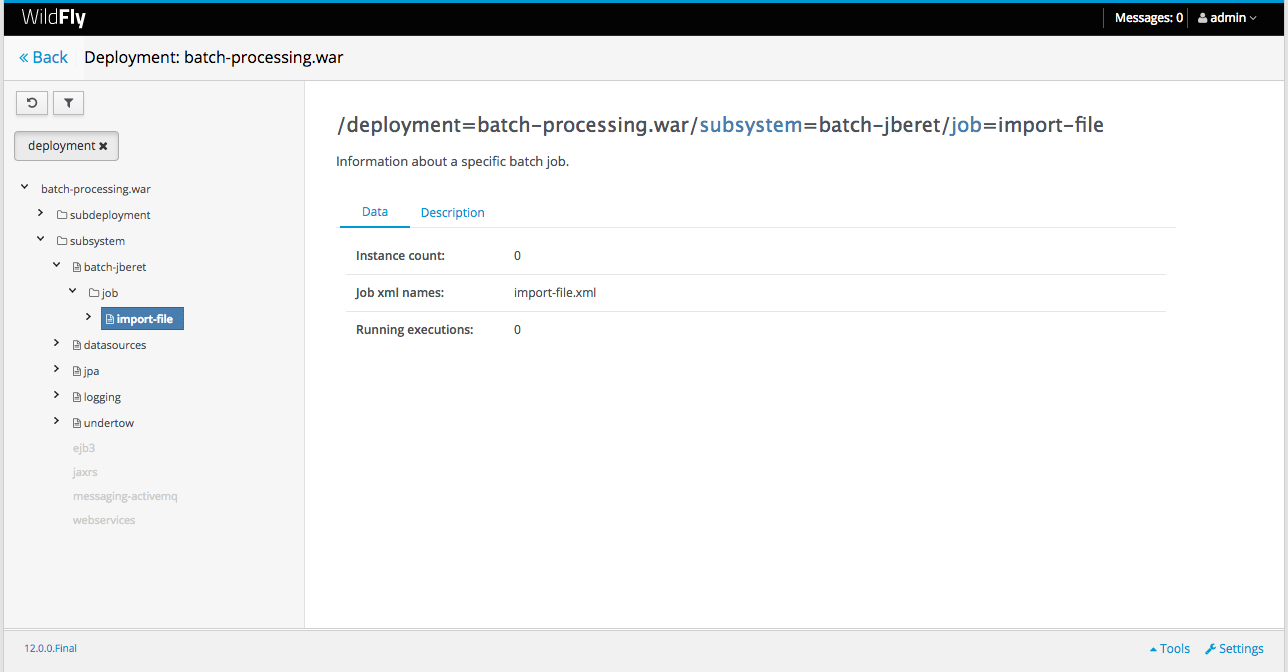 WildFly
Messages: 0 admin
« Back Deployment: batch-processing.war
deployment ×
batch-processing.war
subdeployment
subsystem
batch-jberet
job
import-file
datasources
jpa
logging
undertow
ejb3
jaxrs
messaging-activemq
webservices
/deployment=batch-processing.war/subsystem=batch-jberet/job=import-file
Information about a specific batch job.
Data Description
Instance count: 0
Job xml names: import-file.xml
Running executions: 0
12.0.0.Final
Tools Settings